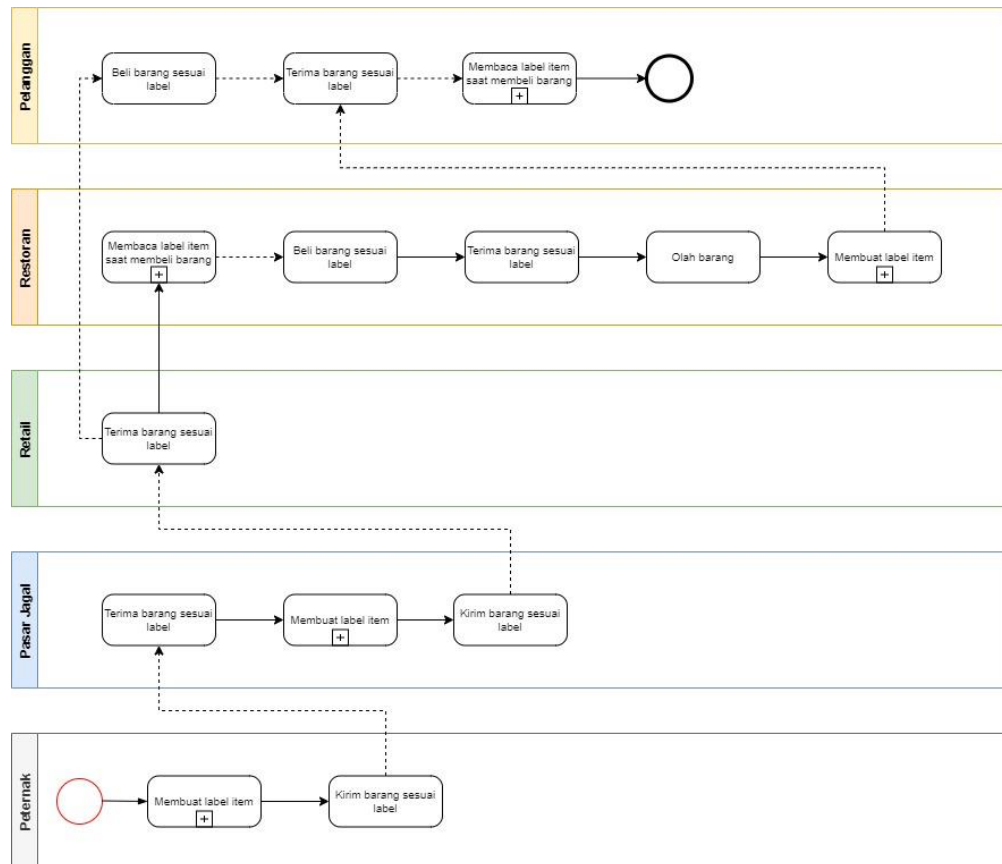 Pelanggan
Beli barang sesuai
label
Terima barang sesuai
label
Membaca label item
saat membeli barang
Restoran
Membaca label item
saat membeli barang
Beli barang sesuai
label
Terima barang sesuai
label
Olah barang
Membuat label item
Retail
Terima barang sesuai
label
Pasar Jagal
Terima barang sesuai
label
Membuat label item
Kirim barang sesuai
label
Peternak
Membuat label item
Kirim barang sesuai
label